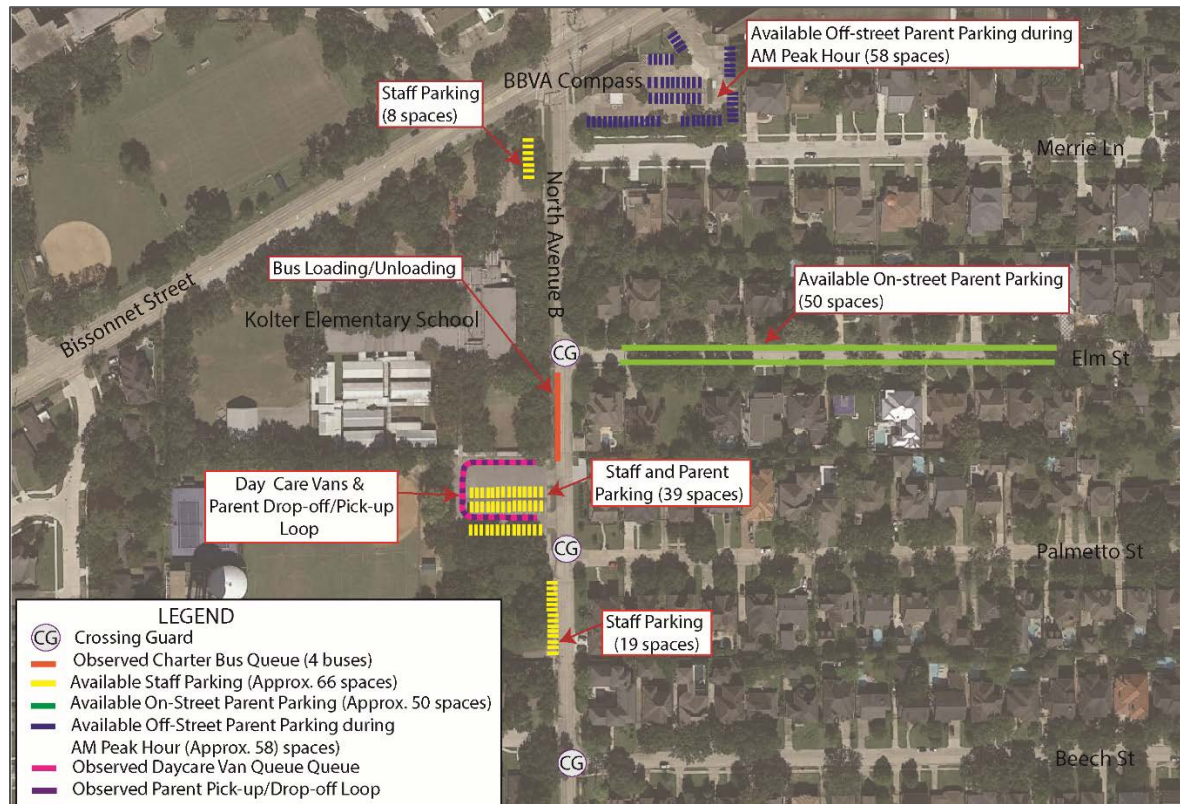 Available Off-street Parent Parking during
AM Peak Hour (58 spaces)
BBVA Compass
Staff Parking
(8 spaces)
Merrie Ln
North Avenue B
Bus Loading/Unloading
Available On-street Parent Parking
(50 spaces)
Bissonnet Street
Kolter Elementary School
CG
Elm St
Day Care Vans &
Parent Drop-off/Pick-up
Loop
Staff and Parent
Parking (39 spaces)
CG
Palmetto St
Staff Parking
(19 spaces)
CG
Beech St
LEGEND
CG Crossing Guard
Observed Charter Bus Queue (4 buses)
Available Staff Parking (Approx. 66 spaces)
Available On-Street Parent Parking (Approx. 50 spaces)
Available Off-Street Parent Parking during
AM Peak Hour (Approx. 58) spaces)
Observed Daycare Van Queue Queue
Observed Parent Pick-up/Drop-off Loop